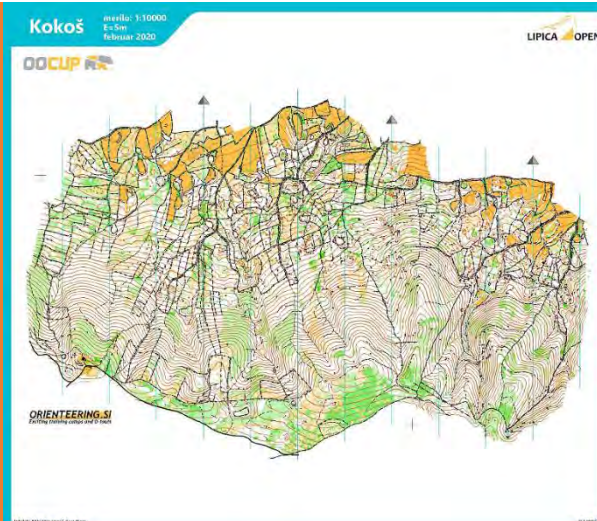 Kokoš
merilo: 1:10000
E=5m
februar 2020
LIPICA OPEN
OOCUP
ORIENTEERING.SI
Exciting training camps and O-tours